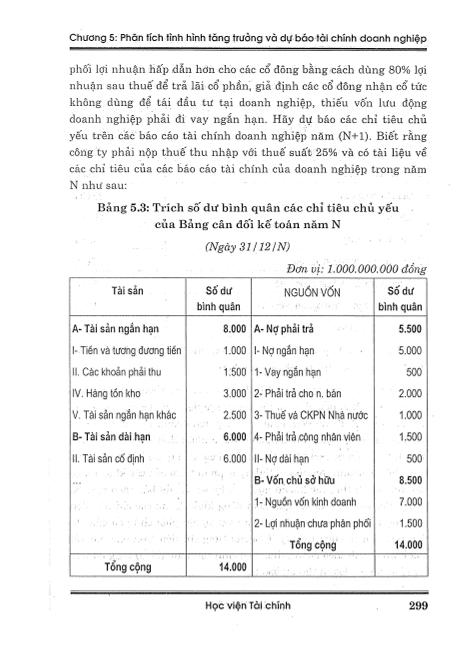 Chương 5: Phân tích tình hình tăng trưởng và dự báo tài chính doanh nghiệp
phối lợi nhuận hấp dẫn hơn cho các cổ đông bằng cách dùng 80% lợi
nhuận sau thuế để trả lãi cổ phần, giả định các cổ đông nhận cổ tức
không dùng để tái đầu tư tại doanh nghiệp, thiếu vốn lưu động
doanh nghiệp phải đi vay ngắn hạn. Hãy dự báo các chỉ tiêu chủ
yếu trên các báo cáo tài chính doanh nghiệp năm (N+1). Biết rằng
công ty phải nộp thuế thu nhập với thuế suất 25% và có tài liệu về
các chỉ tiêu của các báo cáo tài chính của doanh nghiệp trong năm
N như sau:
Bảng 5.3: Trích số dư bình quân các chỉ tiêu chủ yếu
của Bảng cân đối kế toán năm N
(Ngày 31/12/N)
Đơn vị: 1.000.000.000 đồng
Tài sản Số dư bình quân NGUỒN VỐN Số dư bình quân
A- Tài sản ngắn hạn 8.000 A- Nợ phải trả 5.500
I- Tiền và tương đương tiền 1.000 I- Nợ ngắn hạn 5.000
II. Các khoản phải thu 1.500 1- Vay ngắn hạn 500
IV. Hàng tồn kho 3.000 2- Phải trả cho n. bán 2.000
V. Tài sản ngắn hạn khác 2.500 3- Thuế và CKPN Nhà nước 1.000
B- Tài sản dài hạn 6.000 4- Phải trả công nhân viên 1.500
II. Tài sản cố định 6.000 II- Nợ dài hạn 500
... B- Vốn chủ sở hữu 8.500
1- Nguồn vốn kinh doanh 7.000
2- Lợi nhuận chưa phân phối 1.500
Tổng cộng 14.000
Tổng cộng 14.000
Học viện Tài chính 299